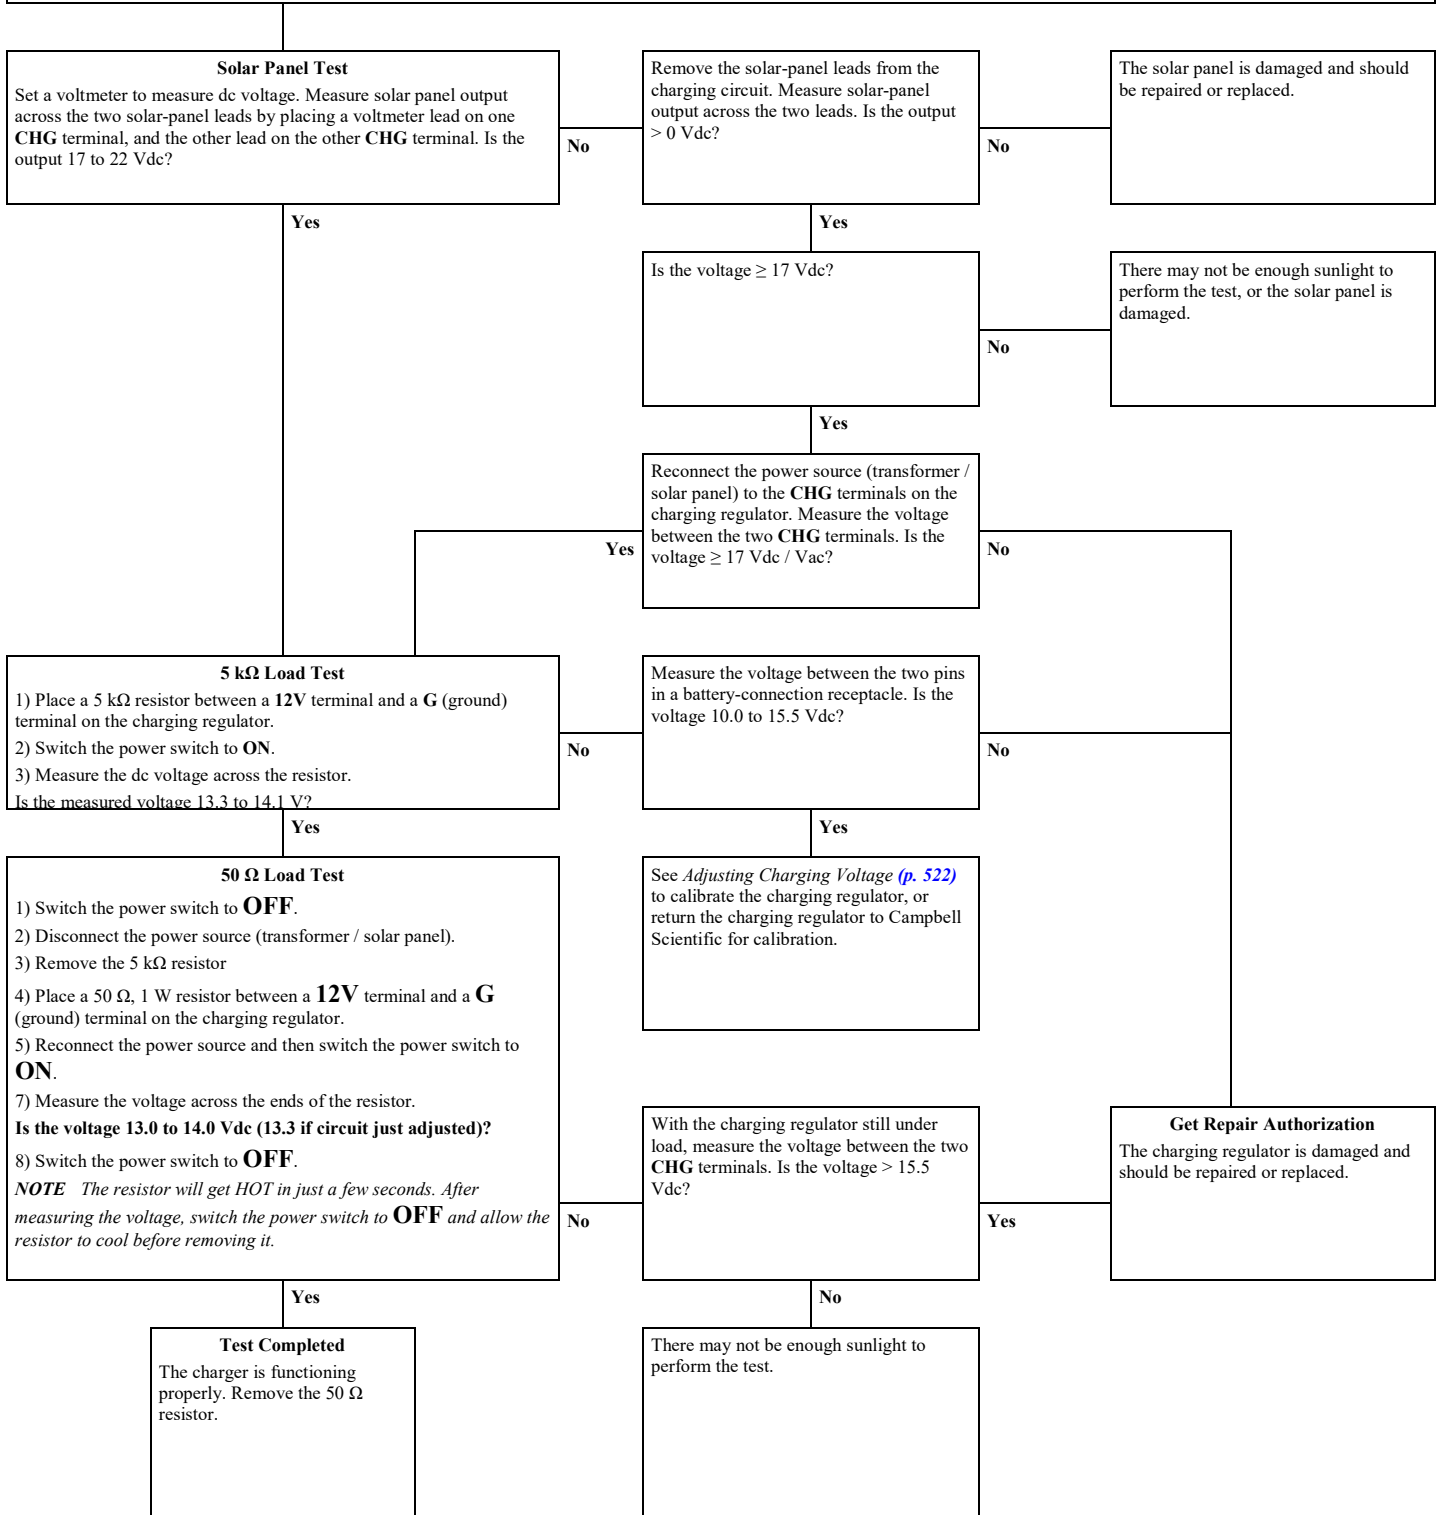 Solar Panel Test
Set a voltmeter to measure dc voltage. Measure solar panel output
across the two solar-panel leads by placing a voltmeter lead on one
CHG terminal, and the other lead on the other CHG terminal. Is the
output 17 to 22 Vdc?
No
Remove the solar-panel leads from the
charging circuit. Measure solar-panel
output across the two leads. Is the output
> 0 Vdc?
No
The solar panel is damaged and should
be repaired or replaced.
Yes
Yes
Is the voltage ≥ 17 Vdc?
No
There may not be enough sunlight to
perform the test, or the solar panel is
damaged.
Yes
Reconnect the power source (transformer /
solar panel) to the CHG terminals on the
charging regulator. Measure the voltage
between the two CHG terminals. Is the
voltage ≥ 17 Vdc / Vac?
Yes
No
5 kΩ Load Test
1) Place a 5 kΩ resistor between a 12V terminal and a G (ground)
terminal on the charging regulator.
2) Switch the power switch to ON.
3) Measure the dc voltage across the resistor.
Is the measured voltage 13.3 to 14.1 V?
No
Measure the voltage between the two pins
in a battery-connection receptacle. Is the
voltage 10.0 to 15.5 Vdc?
No
Yes
Yes
50 Ω Load Test
1) Switch the power switch to OFF.
2) Disconnect the power source (transformer / solar panel).
3) Remove the 5 kΩ resistor
4) Place a 50 Ω, 1 W resistor between a 12V terminal and a G
(ground) terminal on the charging regulator.
5) Reconnect the power source and then switch the power switch to
ON.
7) Measure the voltage across the ends of the resistor.
Is the voltage 13.0 to 14.0 Vdc (13.3 if circuit just adjusted)?
8) Switch the power switch to OFF.
NOTE The resistor will get HOT in just a few seconds. After
measuring the voltage, switch the power switch to OFF and allow the
resistor to cool before removing it.
See Adjusting Charging Voltage (p. 522)
to calibrate the charging regulator, or
return the charging regulator to Campbell
Scientific for calibration.
No
With the charging regulator still under
load, measure the voltage between the two
CHG terminals. Is the voltage > 15.5
Vdc?
Yes
Get Repair Authorization
The charging regulator is damaged and
should be repaired or replaced.
Yes
No
Test Completed
The charger is functioning
properly. Remove the 50 Ω
resistor.
There may not be enough sunlight to
perform the test.